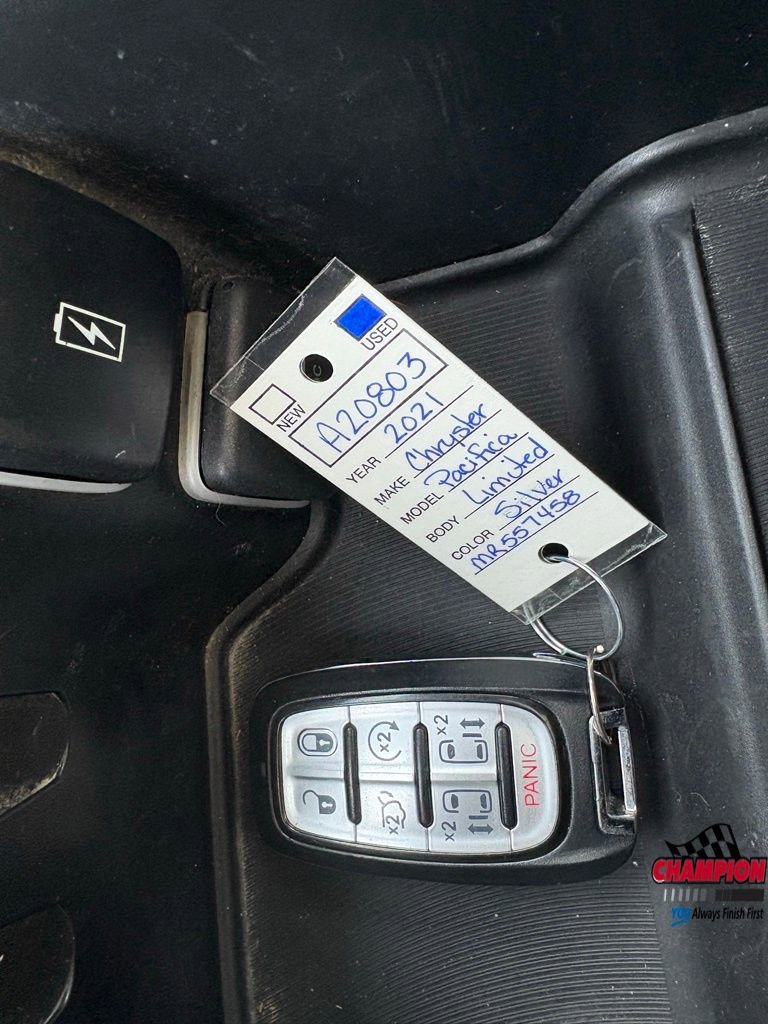 USED
NEW
A20803
YEAR 2021
MAKE Chrysler
MODEL Pacifica
BODY Limited
COLOR Silver
MR557458
x2
x2
x2
x2
PANIC
CHAMPION
YOU Always Finish First